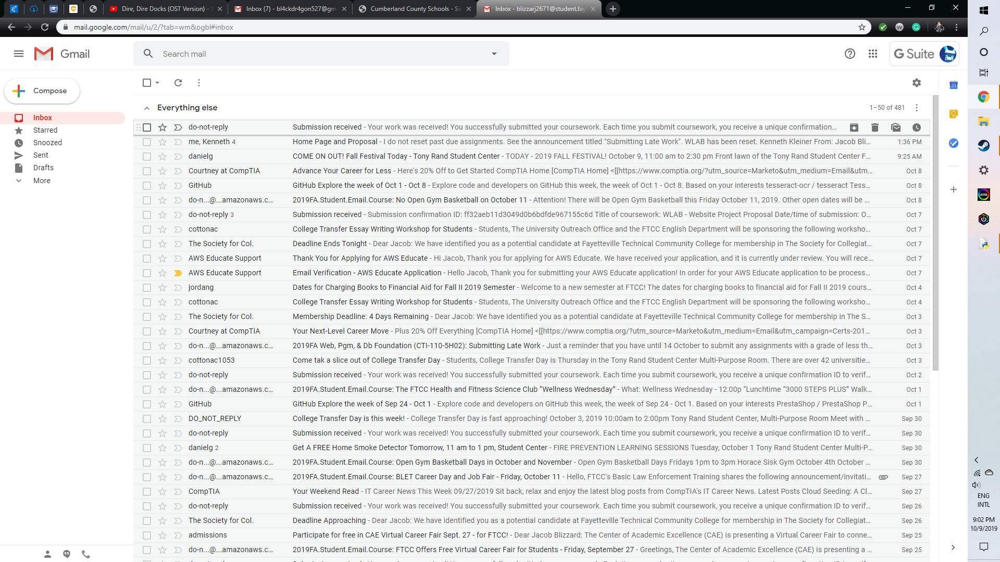 Dire, Dire Docks (OST Version) - S
Inbox (7) - bl4ckdr4gon527@gm
Cumberland County Schools - Sin
Inbox - blizzarj2671@student.fay
mail.google.com/mail/u/2/?tab=wm&ogbl#inbox
Gmail
Search mail
G Suite
Compose
Inbox
Starred
Snoozed
Sent
Drafts
More
Everything else
1–50 of 481
do-not-reply Submission received - Your work was received! You successfully submitted your coursework. Each time you submit coursework, you receive a unique confirmation...
me, Kenneth 4 Home Page and Proposal - I do not reset past due assignments. See the announcement titled "Submitting Late Work". WLAB has been reset. Kenneth Kleiner From: Jacob Bli... 1:36 PM
danielg COME ON OUT! Fall Festival Today - Tony Rand Student Center - TODAY - 2019 FALL FESTIVAL! October 9, 11:00 am to 2:30 pm Front lawn of the Tony Rand Student Center F... 9:25 AM
Courtney at CompTIA Advance Your Career for Less - Here's 20% Off to Get Started CompTIA Home [CompTIA Home] <[[https://www.comptia.org/?utm_source=Marketo&utm_medium=Email&utm... Oct 8
GitHub GitHub Explore the week of Oct 1 - Oct 8 - Explore code and developers on GitHub this week, the week of Oct 1 - Oct 8. Based on your interests tesseract-ocr / tesseract Tess... Oct 8
do-n...@...amazonaws.c... 2019FA.Student.Email.Course: No Open Gym Basketball on October 11 - Attention! There will be Open Gym Basketball this Friday October 11, 2019. Other open dates will be ... Oct 8
do-not-reply 3 Submission received - Submission confirmation ID: ff32aeb11d3049d0b6bdfde967155c6d Title of coursework: WLAB - Website Project Proposal Date/time of submission: O... Oct 7
cottonac College Transfer Essay Writing Workshop for Students - Students, The University Outreach Office and the FTCC English Department will be sponsoring the following worksho... Oct 7
The Society for Col. Deadline Ends Tonight - Dear Jacob: We have identified you as a potential candidate at Fayetteville Technical Community College for membership in The Society for Collegiat... Oct 7
AWS Educate Support Thank You for Applying for AWS Educate - Hi Jacob, Thank you for applying for AWS Educate. We have received your application, and it is currently under review. You will rece... Oct 7
AWS Educate Support Email Verification - AWS Educate Application - Hello Jacob, Thank you for submitting your AWS Educate application! In order for your AWS Educate application to be process... Oct 7
jordang Dates for Charging Books to Financial Aid for Fall II 2019 Semester - Welcome to a new semester at FTCC! The dates for charging books to financial aid for Fall II 2019 cours... Oct 4
cottonac College Transfer Essay Writing Workshop for Students - Students, The University Outreach Office and the FTCC English Department will be sponsoring the following worksho... Oct 4
The Society for Col. Membership Deadline: 4 Days Remaining - Dear Jacob: We have identified you as a potential candidate at Fayetteville Technical Community College for membership in The S... Oct 3
Courtney at CompTIA Your Next-Level Career Move - Plus 20% Off Everything [CompTIA Home] <[[https://www.comptia.org/?utm_source=Marketo&utm_medium=Email&utm_campaign=Certs-201... Oct 3
do-n...@...amazonaws.c... 2019FA Web, Pgm, & Db Foundation (CTI-110-5H02): Submitting Late Work - Just a reminder that you have until 14 October to submit any assignments with a grade of less th... Oct 3
cottonac1053 Come tak a slice out of College Transfer Day - Students, College Transfer Day is Thursday in the Tony Rand Student Center Multi-Purpose Room. There are over 42 universitie... Oct 3
do-not-reply Submission received - Your work was received! You successfully submitted your coursework. Each time you submit coursework, you receive a unique confirmation ID to verif... Oct 2
do-n...@...amazonaws.c... 2019FA.Student.Email.Course: The FTCC Health and Fitness Science Club “Wellness Wednesday” - What: Wellness Wednesday - 12:00p “Lunchtime “3000 STEPS PLUS” Walk... Oct 1
GitHub GitHub Explore the week of Sep 24 - Oct 1 - Explore code and developers on GitHub this week, the week of Sep 24 - Oct 1. Based on your interests PrestaShop / PrestaShop P... Oct 1
DO_NOT_REPLY College Transfer Day is this week! - College Transfer Day is fast approaching! October 3, 2019 10:00am to 2:00pm Tony Rand Student Center, Multi-Purpose Room Meet with ... Sep 30
do-not-reply Submission received - Your work was received! You successfully submitted your coursework. Each time you submit coursework, you receive a unique confirmation ID to verif... Sep 30
danielg 2 Get A FREE Home Smoke Detector Tomorrow, 11 am to 1 pm, Student Center - FIRE PREVENTION LEARNING SESSIONS Tuesday, October 1 Tony Rand Student Center Multi-P... Sep 30
do-n...@...amazonaws.c... 2019FA.Student.Email.Course: Open Gym Basketball Days in October and November - Open Gym Basketball Days Fridays 1pm to 3pm Horace Sisk Gym October 4th October ... Sep 30
do-n...@...amazonaws.c... 2019FA.Student.Email.Course: BLET Career Day and Job Fair - Friday, October 11 - Hello, FTCC's Basic Law Enforcement Training shares the following announcement/invitati... Sep 27
CompTIA Your Weekend Read - IT Career News This Week 09/27/2019 Sit back, relax and enjoy the latest blog posts from CompTIA's IT Career News. Latest Posts Cloud Seeding: A Cl... Sep 27
do-not-reply Submission received - Your work was received! You successfully submitted your coursework. Each time you submit coursework, you receive a unique confirmation ID to verif... Sep 26
The Society for Col. Deadline Approaching - Dear Jacob: We have identified you as a potential candidate at Fayetteville Technical Community College for membership in The Society for Collegiat... Sep 26
admissions Participate for free in CAE Virtual Career Fair Sept. 27 - for FTCC! - Dear Jacob Blizzard: The Center of Academic Excellence (CAE) is presenting a Virtual Career Fair to conne... Sep 25
do-n...@...amazonaws.c... 2019FA.Student.Email.Course: FTCC Offers Free Virtual Career Fair for Students - Friday, September 27 - Greetings, The Center of Academic Excellence (CAE) is presenting a ... Sep 25
31
AURA
ENG
INTL
9:02 PM
10/9/2019